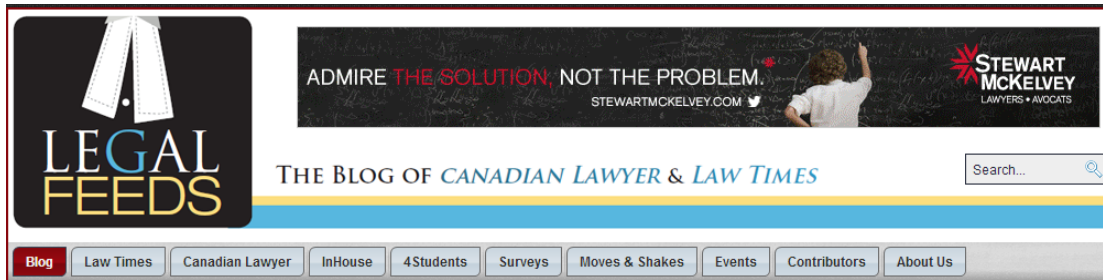 LEGAL
FEEDS
ADMIRE THE SOLUTION, NOT THE PROBLEM.
STEWARTMCKELVEY.COM
STEWART
MCKELVEY
LAWYERS • AVOCATS
THE BLOG OF CANADIAN LAWYER & LAW TIMES
Search...
Blog Law Times Canadian Lawyer InHouse 4Students Surveys Moves & Shakes Events Contributors About Us